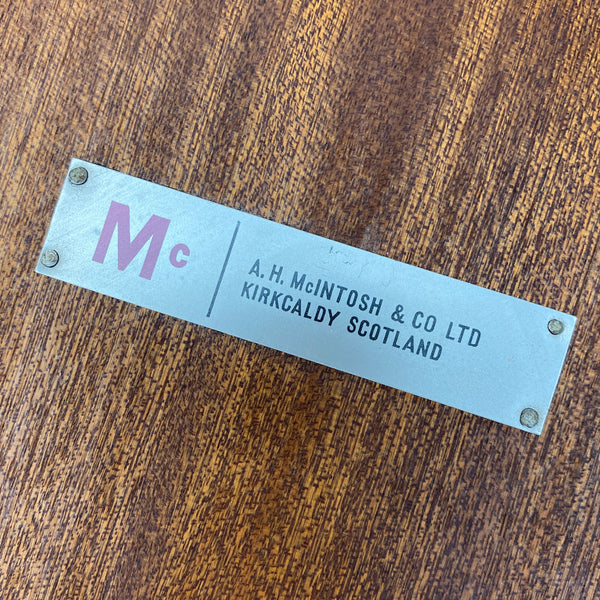 Mc
A. H. McINTOSH & CO LTD
KIRKCALDY SCOTLAND